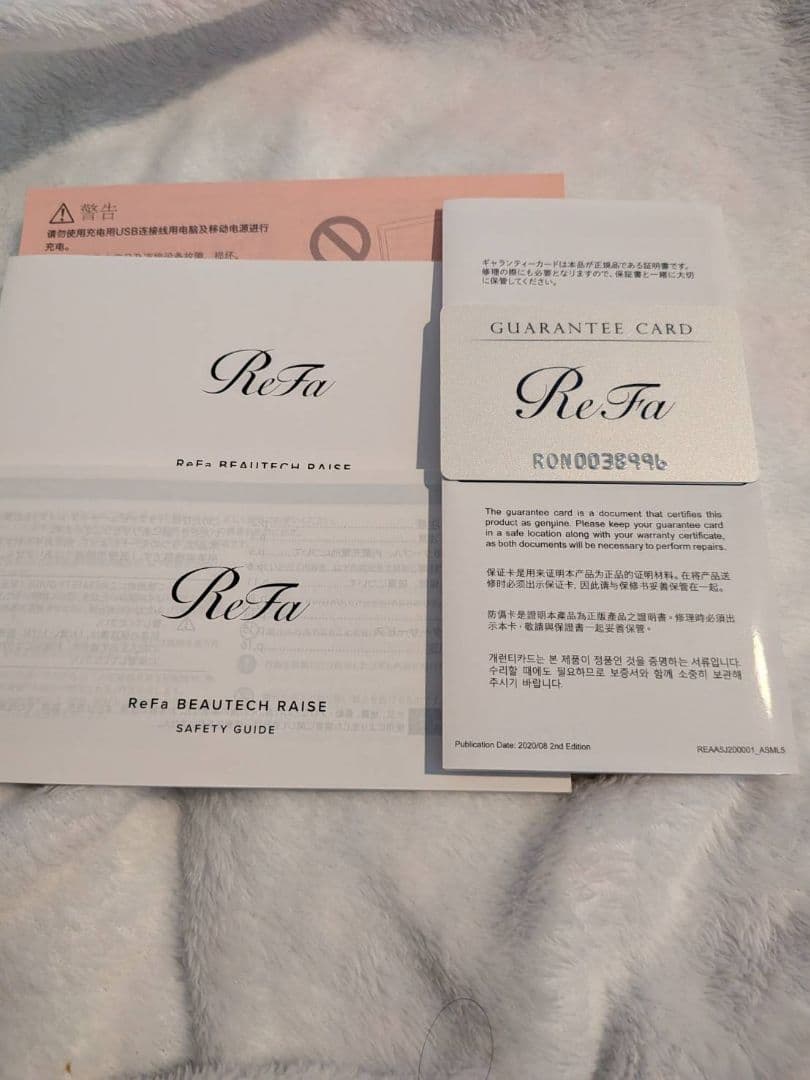 警告
请勿使用充电用USB连接线用电脑及移动电源进行
充电。
ReFa
ReFa BEAUTECH RAISE
ReFa
ReFa BEAUTECH RAISE
SAFETY GUIDE
ギャランティーカードは本品が正規品である証明書です。
修理の際にも必要となりますので、保証書と一緒に大切
に保管してください。
GUARANTEE CARD
ReFa
RON0038996
The guarantee card is a document that certifies this
product as genuine. Please keep your guarantee card
in a safe location along with your warranty certificate,
as both documents will be necessary to perform repairs.
保证卡是用来证明本产品为正品的证明材料。在将产品送
修时必须出示保证卡，因此请与保修书妥善保管在一起。
防偽卡是證明本產品為正版產品之證明書。修理時必須出
示本卡，敬請與保證書一起妥善保管。
개런티카드는 본 제품이 정품인 것을 증명하는 서류입니다.
수리할 때에도 필요하므로 보증서와 함께 소중히 보관해
주시기 바랍니다.
Publication Date: 2020/08 2nd Edition
REAASJ200001_ASML5